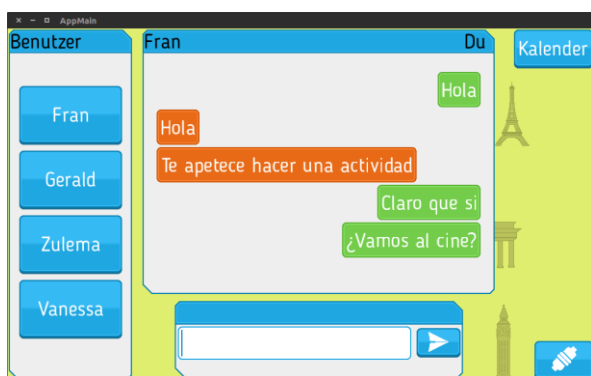 AppMain
Benutzer
Fran
Gerald
Zulema
Vanessa
Fran Du
Hola
Hola
Te apetece hacer una actividad
Claro que si
¿Vamos al cine?
Kalender